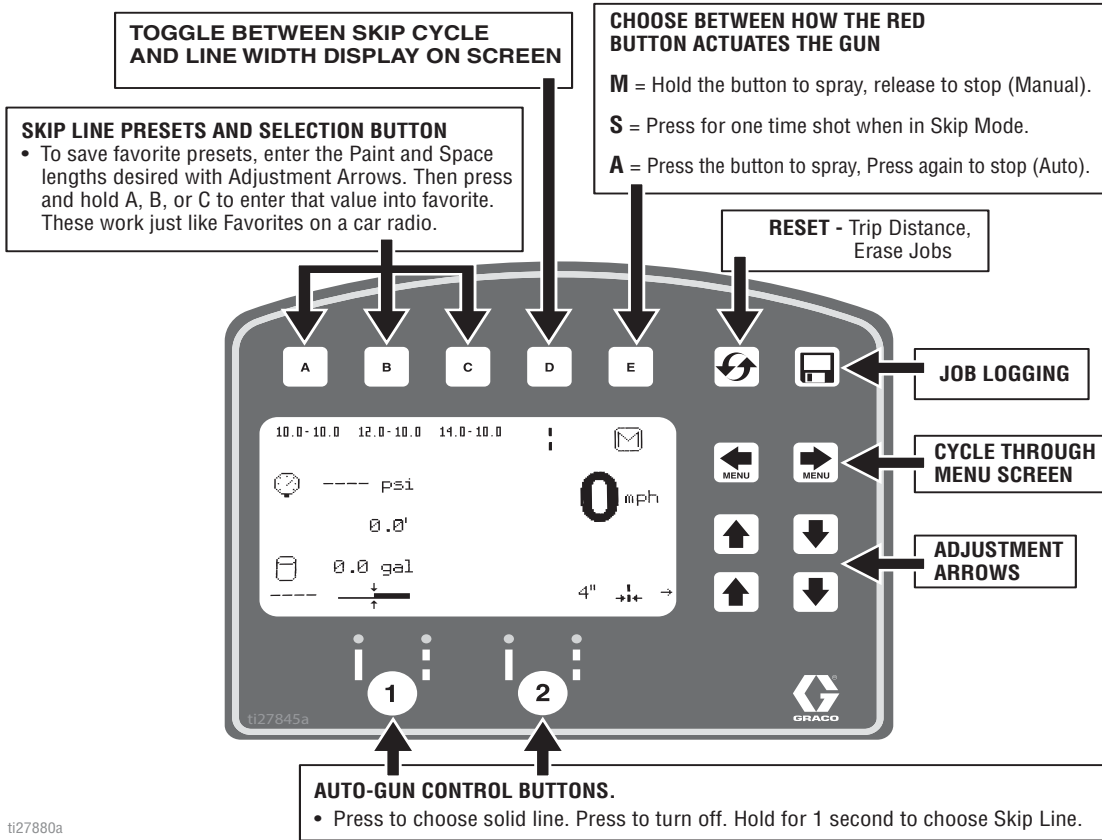 TOGGLE BETWEEN SKIP CYCLE
AND LINE WIDTH DISPLAY ON SCREEN
CHOOSE BETWEEN HOW THE RED
BUTTON ACTUATES THE GUN
M = Hold the button to spray, release to stop (Manual).
S = Press for one time shot when in Skip Mode.
A = Press the button to spray, Press again to stop (Auto).
SKIP LINE PRESETS AND SELECTION BUTTON
• To save favorite presets, enter the Paint and Space
lengths desired with Adjustment Arrows. Then press
and hold A, B, or C to enter that value into favorite.
These work just like Favorites on a car radio.
RESET - Trip Distance,
Erase Jobs
A B C D E
JOB LOGGING
10.0-10.0 12.0-10.0 14.0-10.0 M
MENU MENU
CYCLE THROUGH
MENU SCREEN
---- psi
0 mph
0.0'
0.0 gal
----
4"
ADJUSTMENT
ARROWS
1 2
GRACO
ti27845a
AUTO-GUN CONTROL BUTTONS.
• Press to choose solid line. Press to turn off. Hold for 1 second to choose Skip Line.
ti27880a